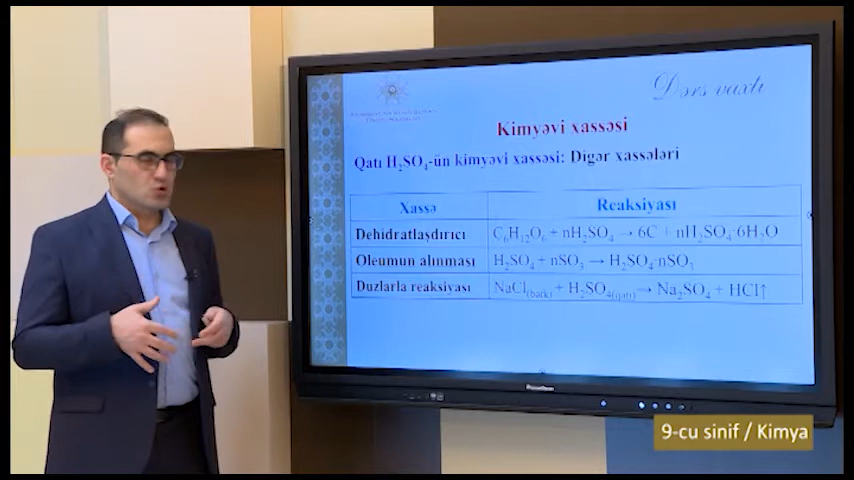 Dərs vaxtı
Kimyəvi xassəsi
Qatı H₂SO₄-ün kimyəvi xassəsi: Digər xassələri
Xassə Reaksiyası
Dehidratlaşdırıcı C₆H₁₂O₆ + nH₂SO₄ → 6C + nH₂SO₄·6H₂O
Oleumun alınması H₂SO₄ + nSO₃ → H₂SO₄·nSO₃
Duzlarla reaksiyası NaCl(bərk) + H₂SO₄(qatı) → Na₂SO₄ + HCl↑
Promethean
9-cu sinif / Kimya